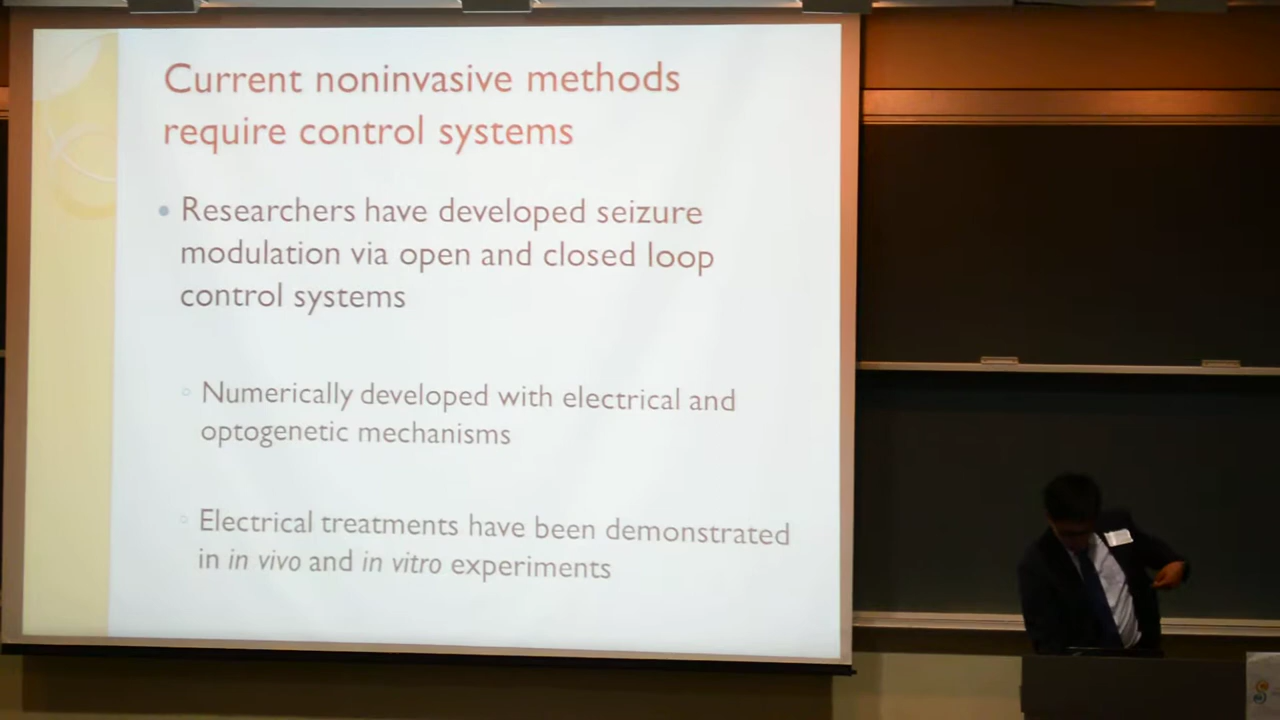 Current noninvasive methods
require control systems
Researchers have developed seizure
modulation via open and closed loop
control systems
Numerically developed with electrical and
optogenetic mechanisms
Electrical treatments have been demonstrated
in in vivo and in vitro experiments